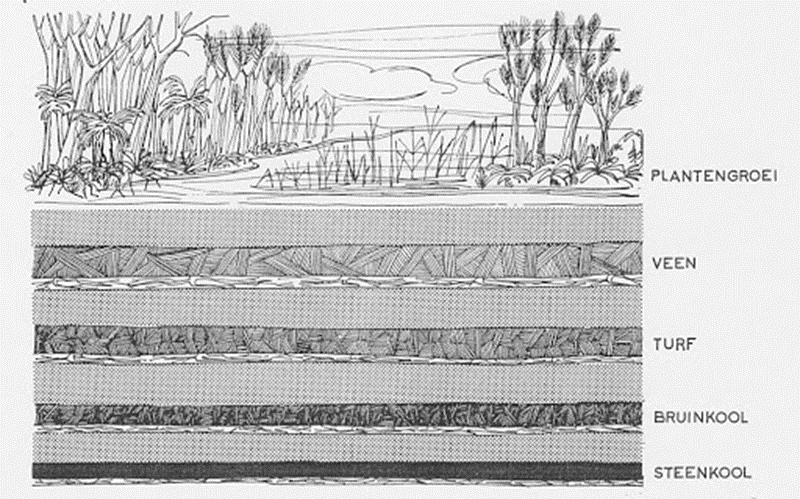 PLANTENGROEI
VEEN
TURF
BRUINKOOL
STEENKOOL